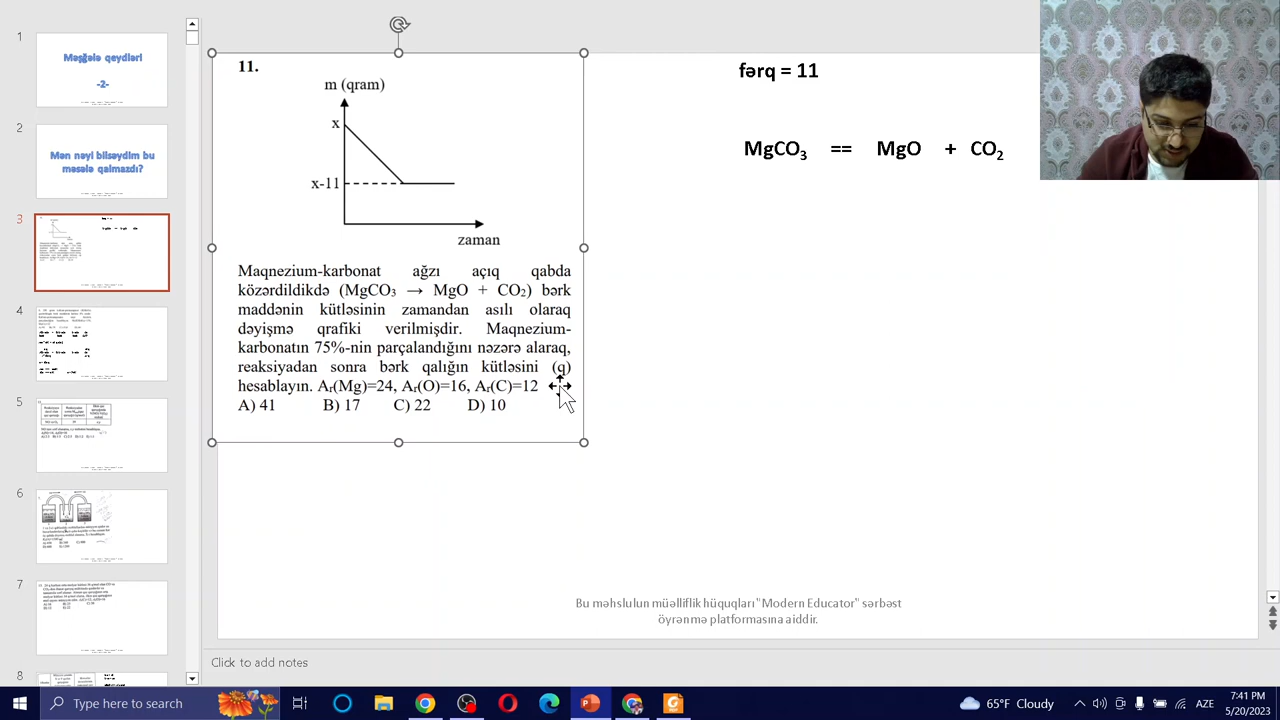 1
Məşğələ qeydləri
-2-
2
Mən nəyi bilsəydim bu
məsələ qalmazdı?
3
5
6
7
8
11.
m (qram)
x
x-11
zaman
Maqnezium-karbonat ağzı açıq qabda
közərdildikdə (MgCO₃ → MgO + CO₂) bərk
maddənin kütləsinin zamandan asılı olaraq
dəyişmə qrafiki verilmişdir. Maqnezium-
karbonatın 75%-nin parçalandığını nəzərə alaraq,
reaksiyadan sonra bərk qalığın kütləsini (q)
hesablayın. Aᵣ(Mg)=24, Aᵣ(O)=16, Aᵣ(C)=12
A) 41 B) 17 C) 22 D) 10
fərq = 11
MgCO₃ == MgO + CO₂
Bu məhslulun müəlliflik hüquqları "Modern Educator" sərbəst
öyrənmə platformasına aiddir.
Click to add notes
Type here to search
65°F Cloudy
AZE
7:41 PM
5/20/2023